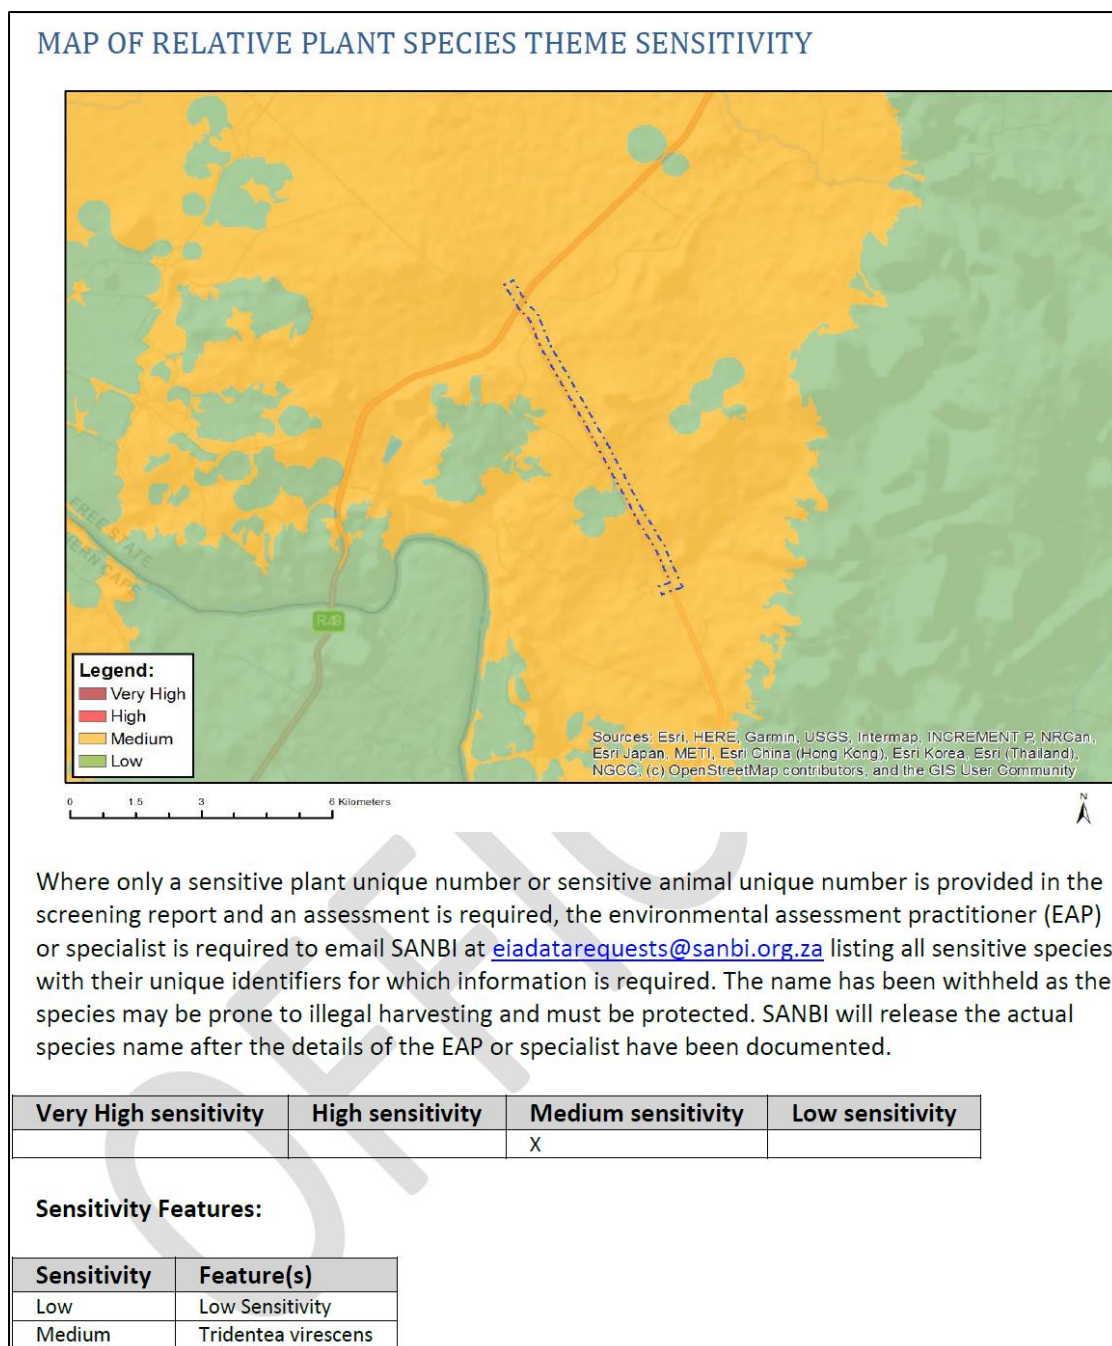 MAP OF RELATIVE PLANT SPECIES THEME SENSITIVITY
FREE STATE
HERN CAPE
R48
Legend:
Very High
High
Medium
Low
Sources: Esri, HERE, Garmin, USGS, Intermap, INCREMENT P, NRCan,
Esri Japan, METI, Esri China (Hong Kong), Esri Korea, Esri (Thailand),
NGCC, (c) OpenStreetMap contributors, and the GIS User Community
0 1.5 3 6 Kilometers
N
Where only a sensitive plant unique number or sensitive animal unique number is provided in the
screening report and an assessment is required, the environmental assessment practitioner (EAP)
or specialist is required to email SANBI at eiadatarequests@sanbi.org.za listing all sensitive species
with their unique identifiers for which information is required. The name has been withheld as the
species may be prone to illegal harvesting and must be protected. SANBI will release the actual
species name after the details of the EAP or specialist have been documented.
OFFIC
Very High sensitivity High sensitivity Medium sensitivity Low sensitivity
X
Sensitivity Features:
Sensitivity Feature(s)
Low Low Sensitivity
Medium Tridentea virescens